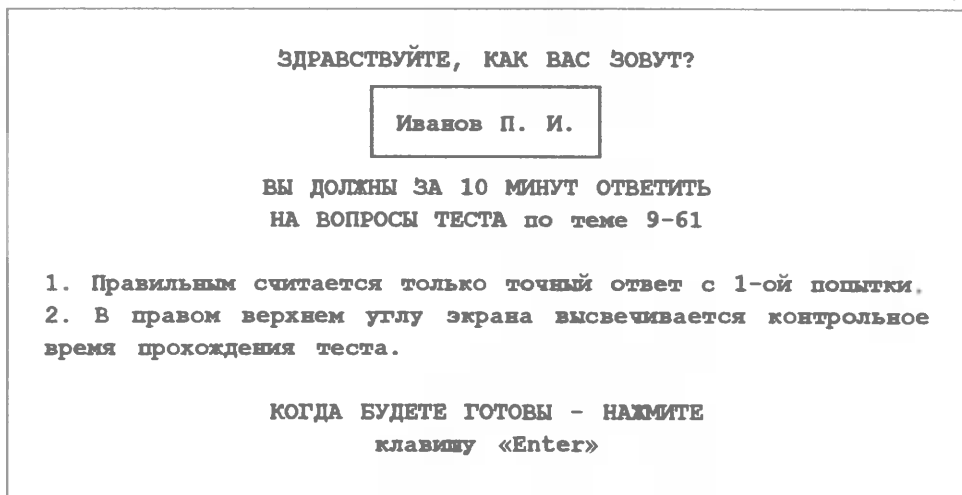 ЗДРАВСТВУЙТЕ, КАК ВАС ЗОВУТ?
Иванов П. И.
ВЫ ДОЛЖНЫ ЗА 10 МИНУТ ОТВЕТИТЬ
НА ВОПРОСЫ ТЕСТА по теме 9-61
1. Правильным считается только точный ответ с 1-ой попытки.
2. В правом верхнем углу экрана высвечивается контрольное
время прохождения теста.
КОГДА БУДЕТЕ ГОТОВЫ - НАЖМИТЕ
клавишу «Enter»